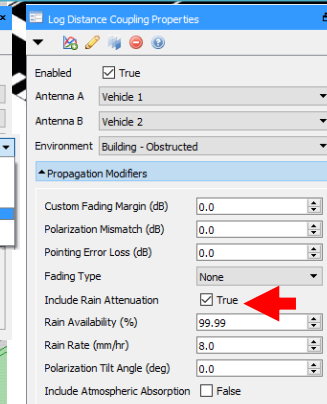 Log Distance Coupling Properties
Enabled True
Antenna A Vehicle 1
Antenna B Vehicle 2
Environment Building - Obstructed
Propagation Modifiers
Custom Fading Margin (dB) 0.0
Polarization Mismatch (dB) 0.0
Pointing Error Loss (dB) 0.0
Fading Type None
Include Rain Attenuation True
Rain Availability (%) 99.99
Rain Rate (mm/hr) 8.0
Polarization Tilt Angle (deg) 0.0
Include Atmospheric Absorption False